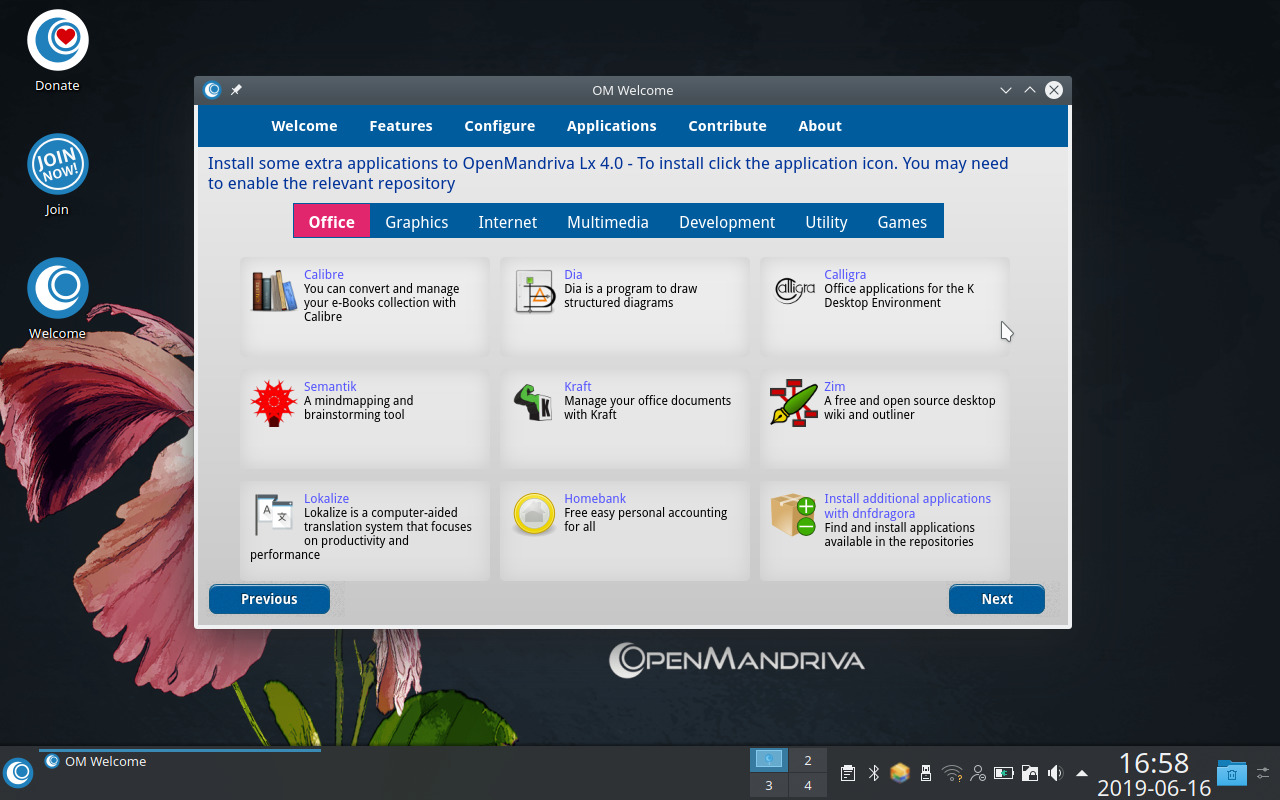 Donate
JOIN
NOW!
Join
Welcome
OM Welcome
Welcome Features Configure Applications Contribute About
Install some extra applications to OpenMandriva Lx 4.0 - To install click the application icon. You may need
to enable the relevant repository
Office Graphics Internet Multimedia Development Utility Games
Calibre
You can convert and manage
your e-Books collection with
Calibre
Dia
Dia is a program to draw
structured diagrams
Calligra
Calligra
Office applications for the K
Desktop Environment
Semantik
A mindmapping and
brainstorming tool
K
Kraft
Manage your office documents
with Kraft
Zim
A free and open source desktop
wiki and outliner
A 文
Lokalize
Lokalize is a computer-aided
translation system that focuses
on productivity and
performance
Homebank
Free easy personal accounting
for all
Install additional applications
with dnfdragora
Find and install applications
available in the repositories
Previous
Next
OPENMANDRIVA
OM Welcome
2
3 4
16:58
2019-06-16